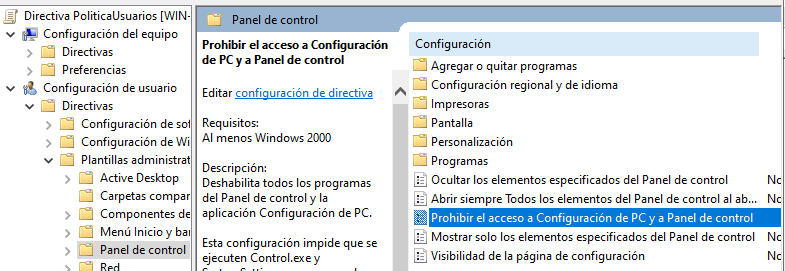 Directiva PoliticaUsuarios [WIN-
Configuración del equipo
Directivas
Preferencias
Configuración de usuario
Directivas
Configuración de sof
Configuración de Wi
Plantillas administrat
Active Desktop
Carpetas compar
Componentes de
Menú Inicio y bar
Panel de control
Red
Panel de control
Prohibir el acceso a Configuración
de PC y a Panel de control
Editar configuración de directiva
Requisitos:
Al menos Windows 2000
Descripción:
Deshabilita todos los programas
del Panel de control y la
aplicación Configuración de PC.
Esta configuración impide que se
ejecuten Control.exe y
Configuración
Agregar o quitar programas
Configuración regional y de idioma
Impresoras
Pantalla
Personalización
Programas
Ocultar los elementos especificados del Panel de control No
Abrir siempre Todos los elementos del Panel de control al ab... No
Prohibir el acceso a Configuración de PC y a Panel de control
Mostrar solo los elementos especificados del Panel de control No
Visibilidad de la página de configuración No